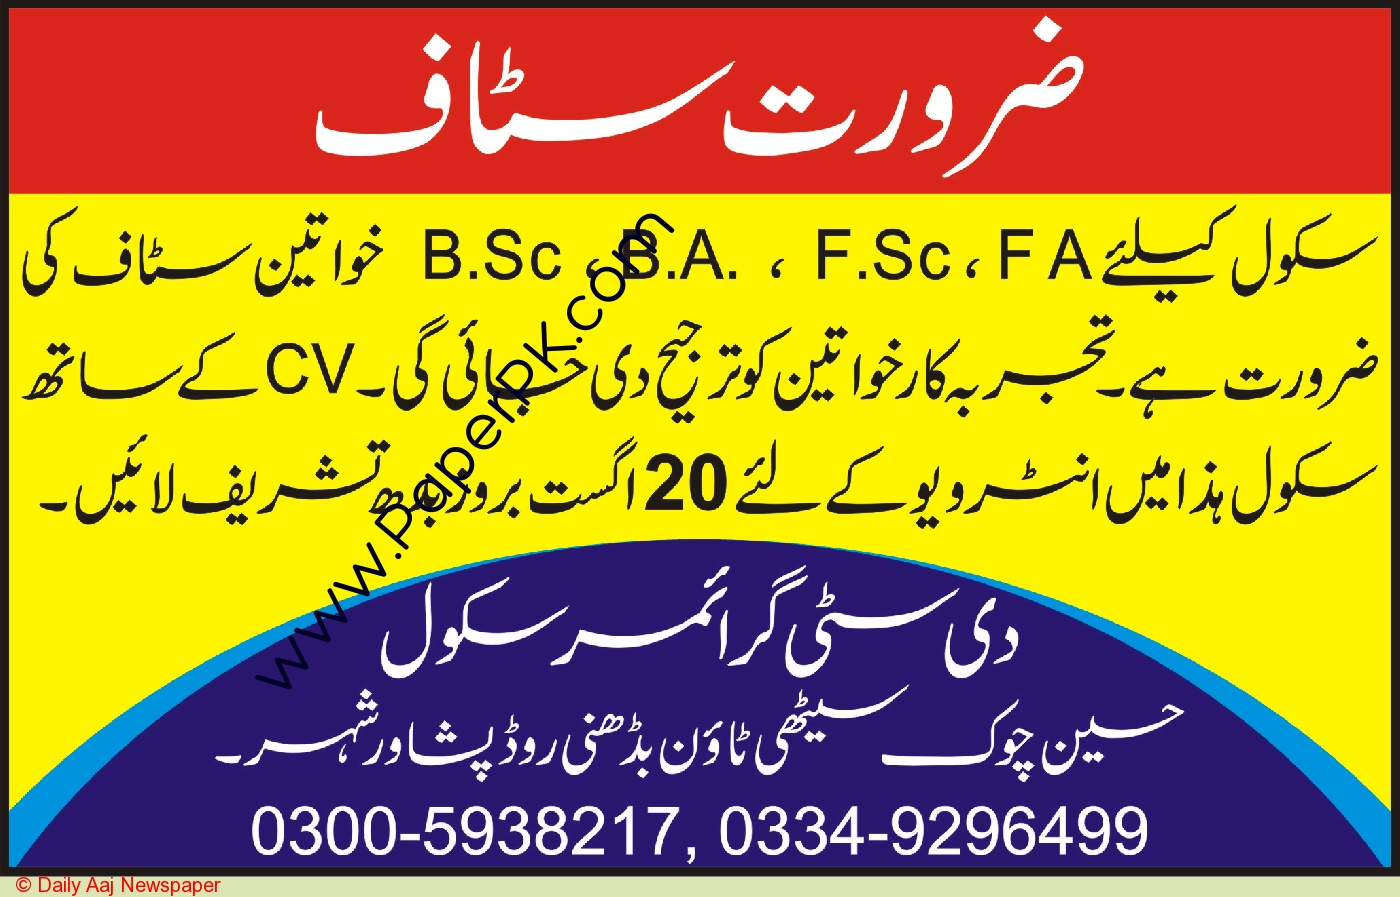 ضرورت سٹاف
سکول کیلئے F A ، F.Sc ، B.A. ، B.Sc خواتین سٹاف کی
ضرورت ہے۔ تجربہ کار خواتین کو ترجیح دی جائی گی۔ CV کے ساتھ
سکول ہذا میں انٹرویو کے لئے 20 اگست بروز بدھ تشریف لائیں۔
www.PaperPK.com
دی سٹی گرائمر سکول
حسین چوک سیٹھی ٹاؤن بڈھنی روڈ پشاور شہر۔
0300-5938217, 0334-9296499
© Daily Aaj Newspaper